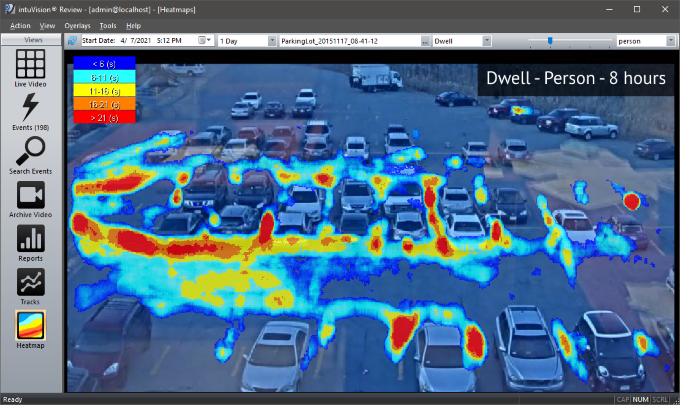 intuVision® Review - [admin@localhost] - [Heatmaps]
Action View Overlays Tools Help
Views
Start Date: 4/ 7/2021 5:12 PM
1 Day
ParkingLot_20151117_08-41-12
...
Dwell
person
Live Video
Events (198)
Search Events
Archive Video
Reports
Tracks
Heatmap
< 6 (s)
6-11 (s)
11-16 (s)
16-21 (s)
> 21 (s)
Dwell - Person - 8 hours
Ready
CAP NUM SCRL